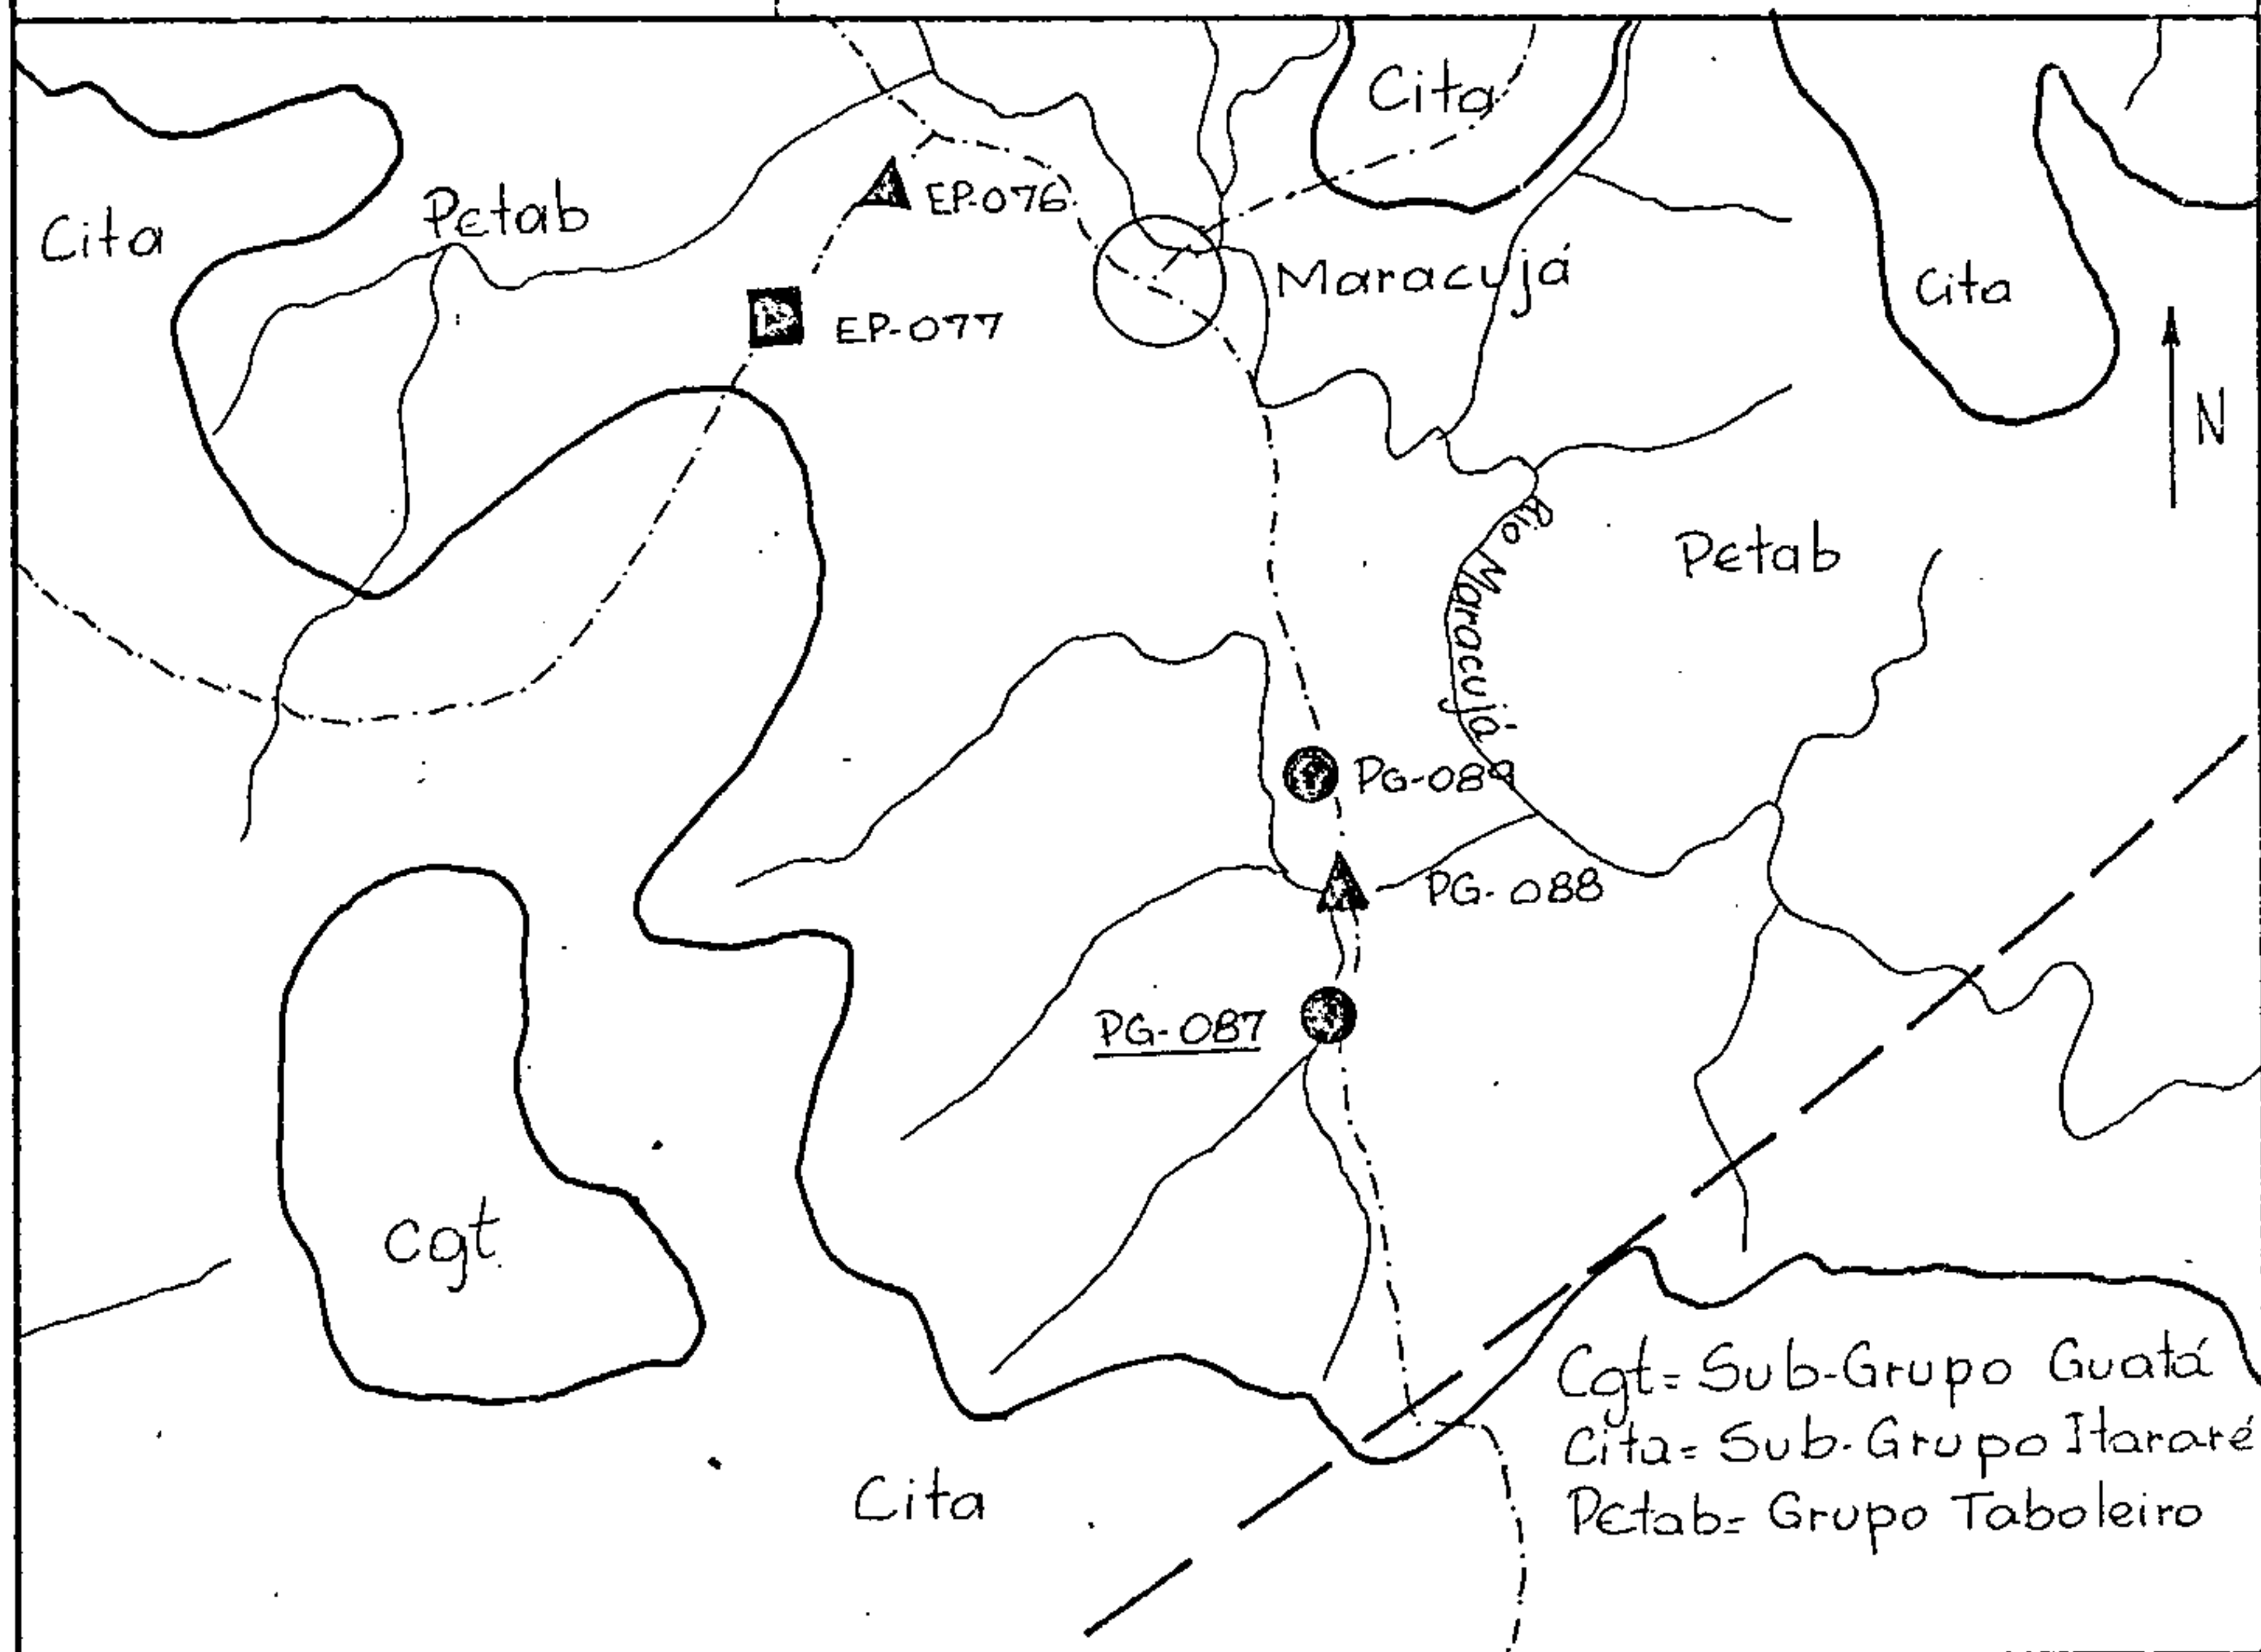 Cita
Petab
Cita
EP-076
Maracujá
Cita
EP-077
N
Petab
Rio Maracujá
PG-089
PG-088
PG-087
Cgt
Cgt= Sub-Grupo Guatá
Cita= Sub-Grupo Itararé
PЄtab= Grupo Taboleiro
Cita